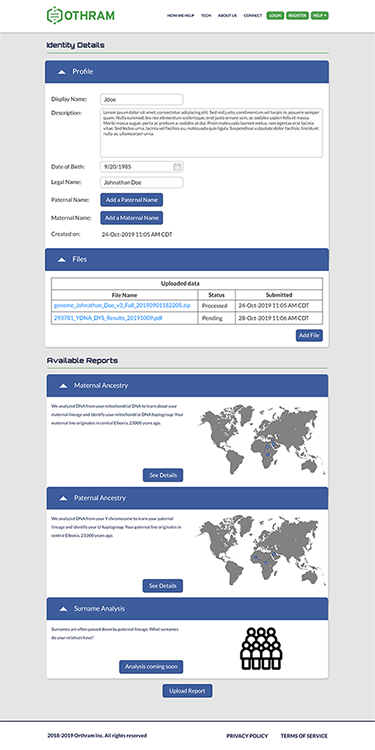 OTHRAM
HOW WE HELP TECH ABOUT US CONNECT LOGIN REGISTER HELP
Identity Details
Profile
Display Name: Jdoe
Description: Lorem ipsum dolor sit amet, consectetur adipiscing elit. Sed nisl justo, condimentum vel turpis in, posuere semper
quam. Nulla euismod, leo nec elementum scelerisque, erat justo ornare sem, ac sodales sapien felis et massa.
Morbi massa augue, porta ac pretium a, sodales at dui. Proin malesuada laoreet metus, non egestas erat lacinia
vitae. Sed lectus urna, lacinia vel facilisis eu, malesuada quis ligula. Suspendisse vulputate dolor facilisis, tincidunt
nulla ac, ullamcorper urna.
Date of Birth: 9/20/1985
Legal Name: Johnathan Doe
Paternal Name: Add a Paternal Name
Maternal Name: Add a Maternal Name
Created on: 24-Oct-2019 11:05 AM CDT
Files
Uploaded data
File Name Status Submitted
genome_Johnathan_Doe_v3_Full_20190901182205.zip Processed 24-Oct-2019 11:05 AM CDT
293781_YDNA_DYS_Results_20191009.pdf Pending 28-Oct-2019 11:06 AM CDT
Add File
Available Reports
Maternal Ancestry
We analyzed DNA from your mitochondrial DNA to learn about your
maternal lineage and identify your mitochondrial DNA haplogroup. Your
maternal line originates in central Elbonia, 23000 years ago.
See Details
Paternal Ancestry
We analyzed DNA from your Y chromosome to learn your paternal
lineage and identify your U-haplogroup. Your paternal line originates in
central Elbonia, 23,000 years ago.
See Details
Surname Analysis
Surnames are often passed down by paternal lineage. What surnames
do your relatives have?
Analysis coming soon
Upload Report
2018-2019 Orthram Inc. All rights reserved PRIVACY POLICY TERMS OF SERVICE